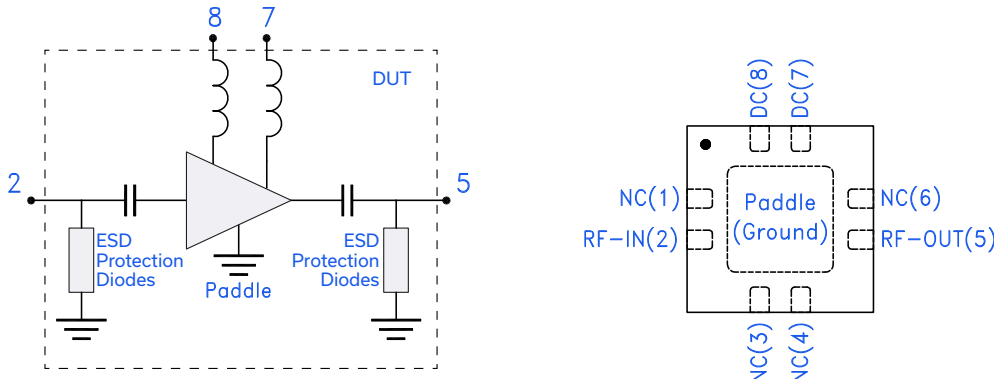 8
7
DUT
2
5
ESD
Protection
Diodes
ESD
Protection
Diodes
Paddle
DC(8)
DC(7)
NC(1)
RF-IN(2)
Paddle
(Ground)
NC(6)
RF-OUT(5)
NC(3)
NC(4)